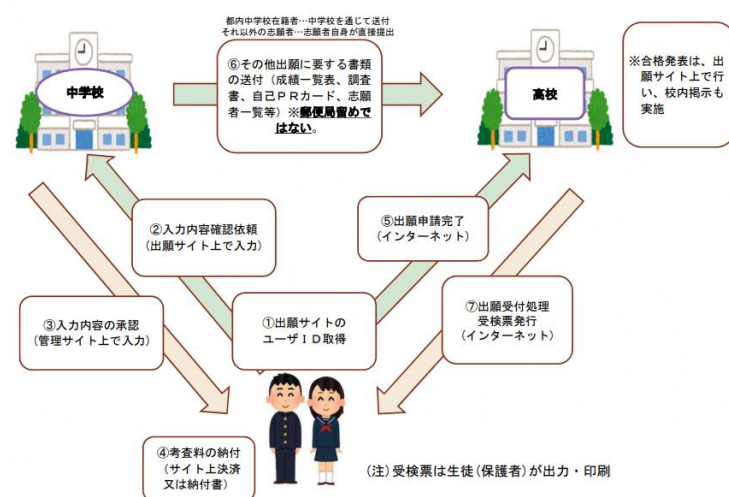 都内中学校在籍者…中学校を通じて送付
それ以外の志願者…志願者自身が直接提出
中学校
⑥その他出願に要する書類
の送付（成績一覧表、調査
書、自己ＰＲカード、志願
者一覧等）※郵便局留めで
はない。
高校
※合格発表は、出
願サイト上で行
い、校内掲示も
実施
②入力内容確認依頼
（出願サイト上で入力）
⑤出願申請完了
（インターネット）
③入力内容の承認
（管理サイト上で入力）
①出願サイトの
ユーザＩＤ取得
⑦出願受付処理
受検票発行
（インターネット）
④考査料の納付
（サイト上決済
又は納付書）
(注)受検票は生徒(保護者)が出力・印刷